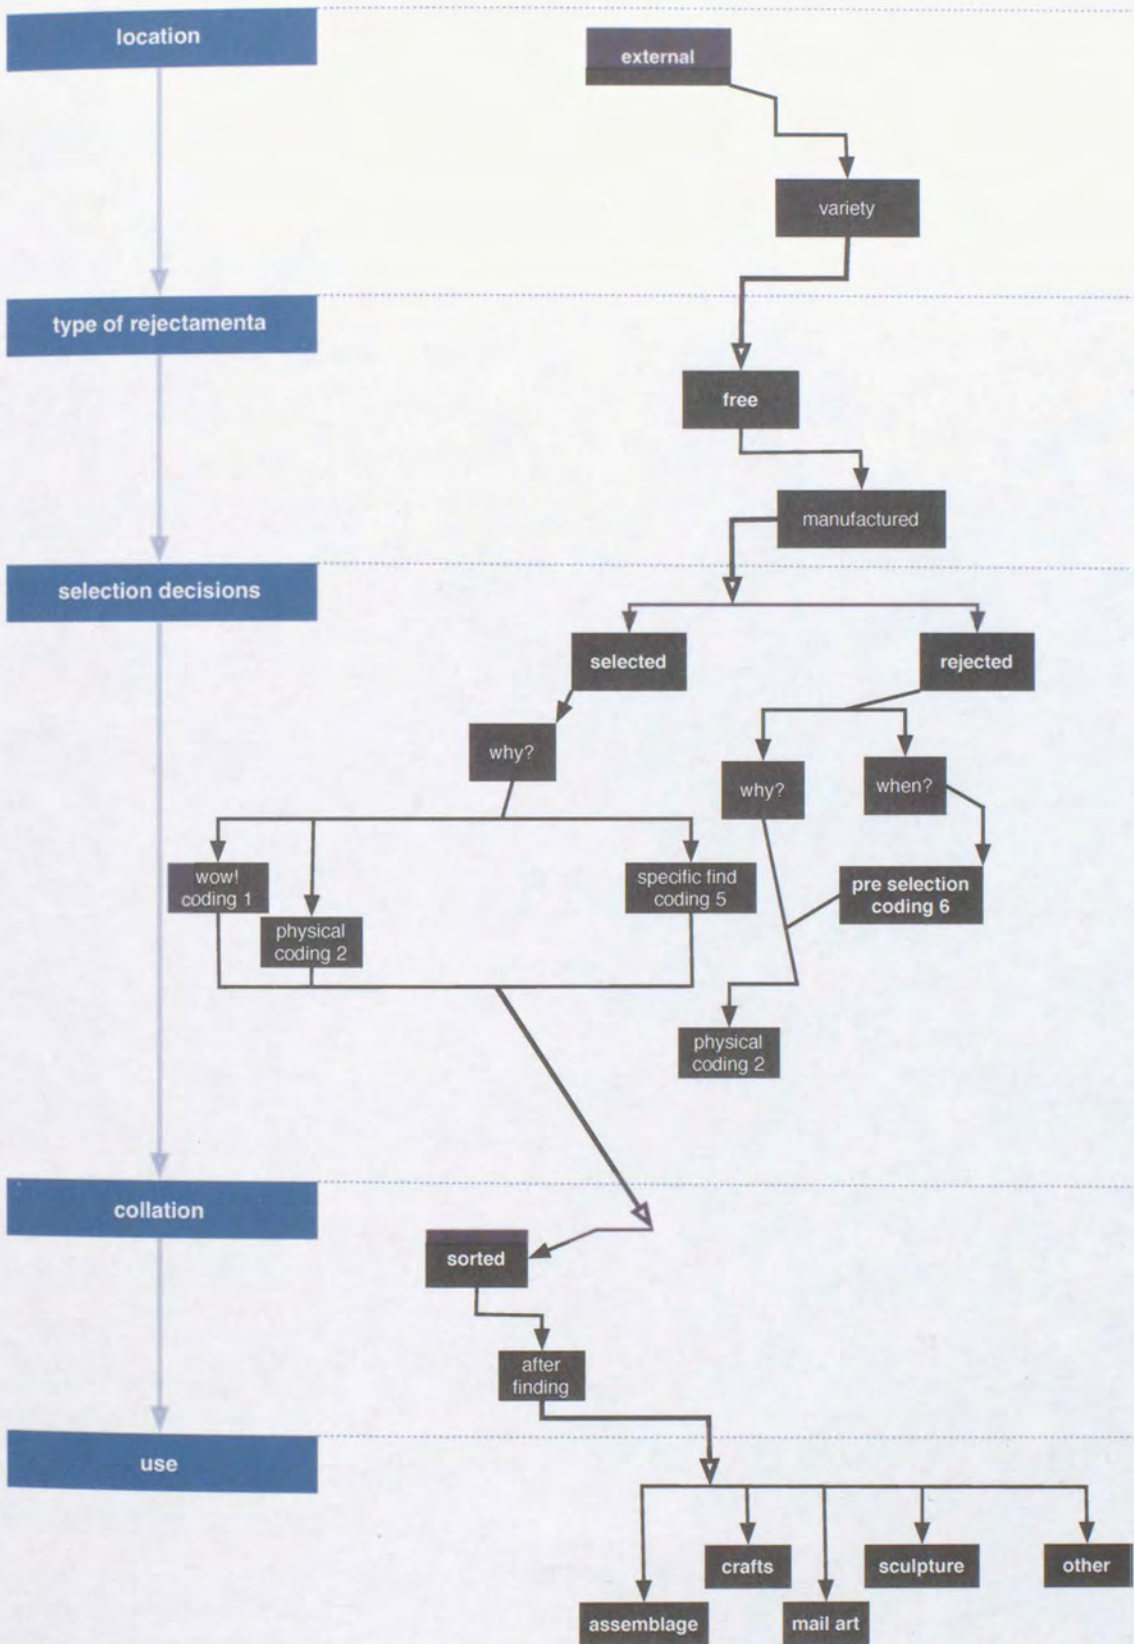 location
external
variety
type of rejectamenta
free
manufactured
selection decisions
selected
rejected
why?
why?
when?
wow!
coding 1
physical
coding 2
specific find
coding 5
pre selection
coding 6
physical
coding 2
collation
sorted
after
finding
use
crafts
sculpture
other
assemblage
mail art